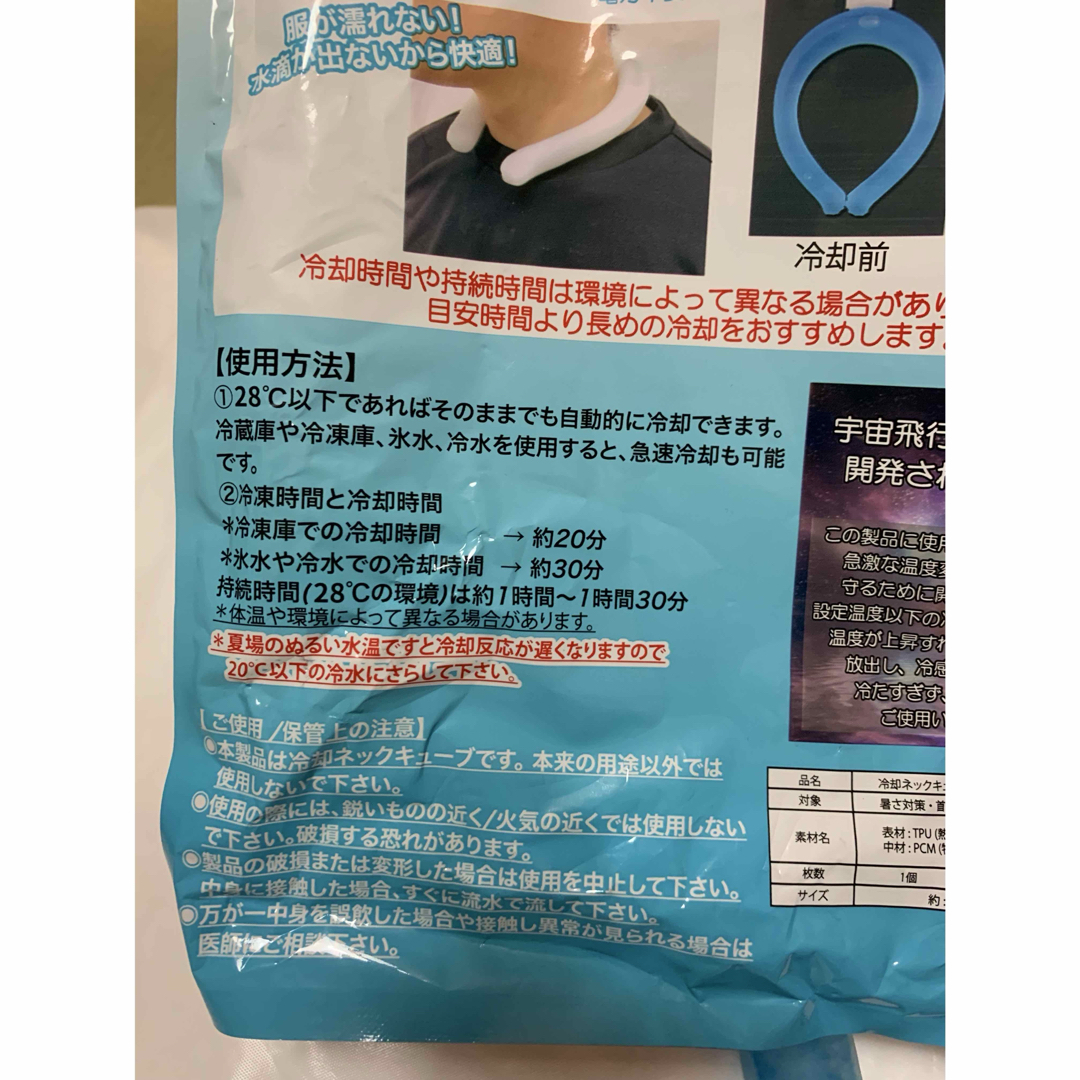 服が濡れない!
水滴が出ないから快適!
冷却前
冷却時間や持続時間は環境によって異なる場合があり
目安時間より長めの冷却をおすすめします。
【使用方法】
①28℃以下であればそのままでも自動的に冷却できます。
冷蔵庫や冷凍庫、氷水、冷水を使用すると、急速冷却も可能
です。
②冷凍時間と冷却時間
*冷凍庫での冷却時間 → 約20分
*氷水や冷水での冷却時間 → 約30分
持続時間(28℃の環境)は約1時間〜1時間30分
*体温や環境によって異なる場合があります。
*夏場のぬるい水温ですと冷却反応が遅くなりますので
20℃以下の冷水にさらして下さい。
【ご使用/保管上の注意】
◉本製品は冷却ネックキューブです。本来の用途以外では
使用しないで下さい。
◉使用の際には、鋭いものの近く/火気の近くでは使用しない
で下さい。破損する恐れがあります。
◉製品の破損または変形した場合は使用を中止して下さい。
中身に接触した場合、すぐに流水で流して下さい。
◉万が一中身を誤飲した場合や接触し異常が見られる場合は
医師にご相談下さい。
宇宙飛行
開発され
この製品に使用
急激な温度変
守るために開
設定温度以下の冷
温度が上昇すれ
放出し、冷感
冷たすぎず、
ご使用い
品名 冷却ネックキュ
対象 暑さ対策・首
素材名 表材:TPU(熱
中材:PCM(特
枚数 1個
サイズ 約: